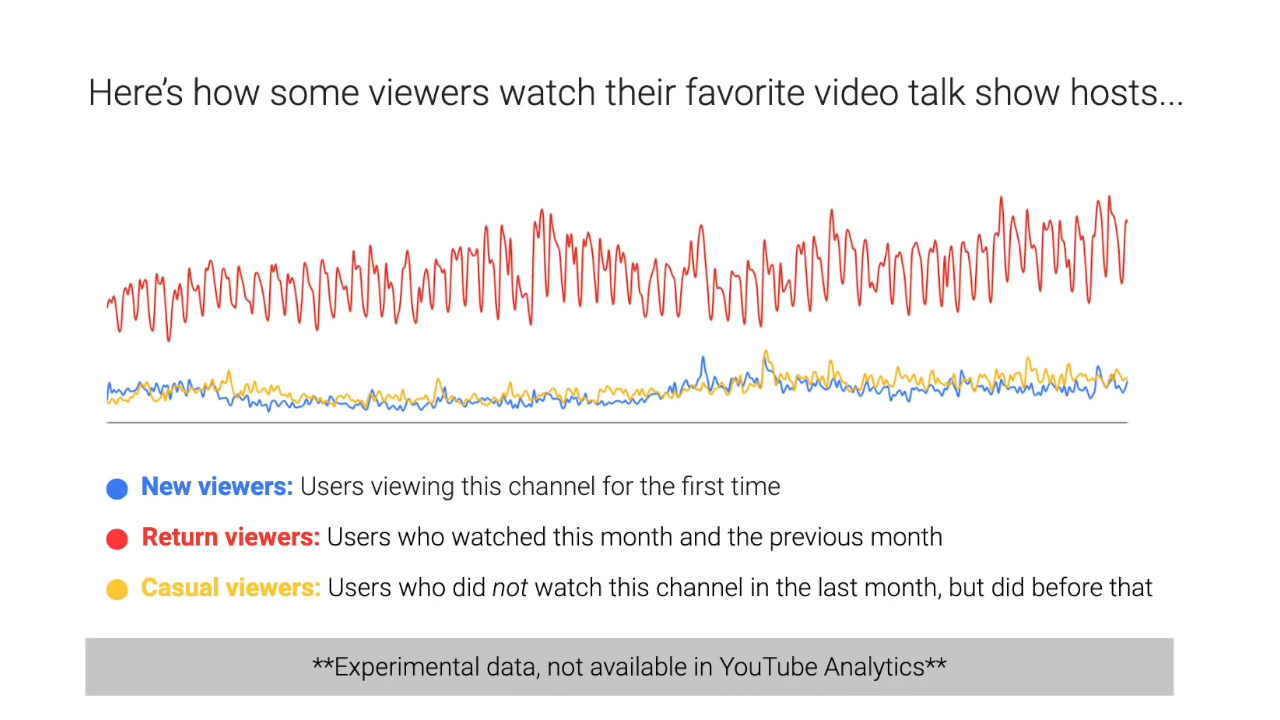 Here's how some viewers watch their favorite video talk show hosts...
New viewers: Users viewing this channel for the first time
Return viewers: Users who watched this month and the previous month
Casual viewers: Users who did not watch this channel in the last month, but did before that
**Experimental data, not available in YouTube Analytics**